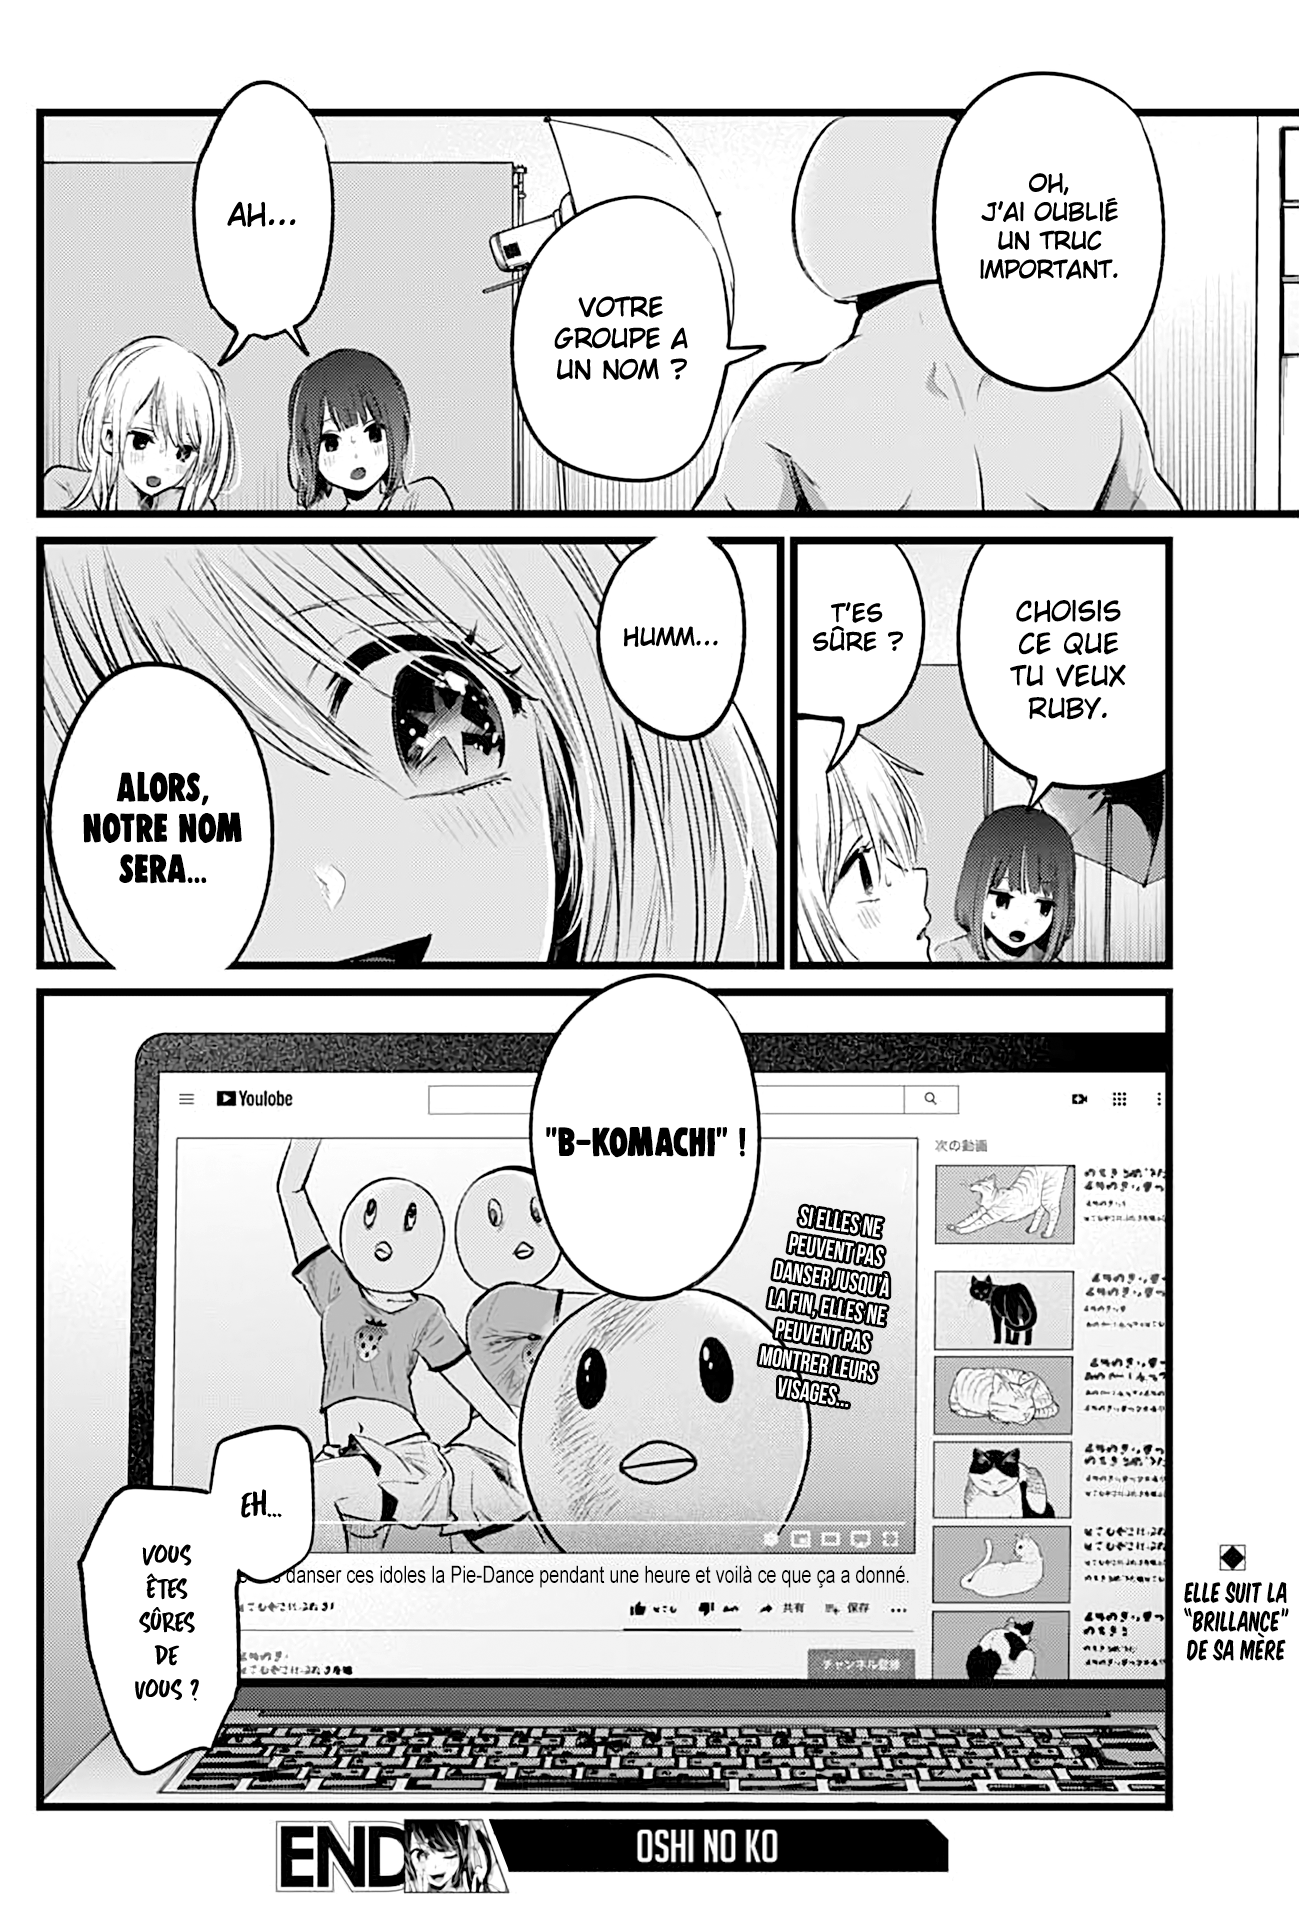 OH,
J'AI OUBLIÉ
UN TRUC
IMPORTANT.
VOTRE
GROUPE A
UN NOM ?
AH...
CHOISIS
CE QUE
TU VEUX
RUBY.
T'ES
SÛRE ?
HUMM...
ALORS,
NOTRE NOM
SERA...
"B-KOMACHI" !
Youlobe
次の動画
SI ELLES NE
PEUVENT PAS
DANSER JUSQU'À
LA FIN, ELLES NE
PEUVENT PAS
MONTRER LEURS
VISAGES...
danser ces idoles la Pie-Dance pendant une heure et voilà ce que ça a donné.
共有
保存
チャンネル登録
EH...
VOUS
ÊTES
SÛRES
DE
VOUS ?
ELLE SUIT LA
"BRILLANCE"
DE SA MÈRE
END
OSHI NO KO